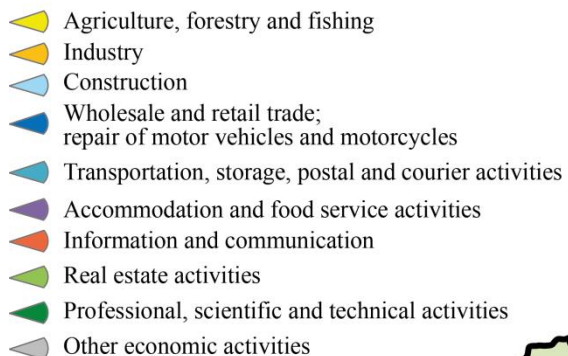 Agriculture, forestry and fishing
Industry
Construction
Wholesale and retail trade;
repair of motor vehicles and motorcycles
Transportation, storage, postal and courier activities
Accommodation and food service activities
Information and communication
Real estate activities
Professional, scientific and technical activities
Other economic activities